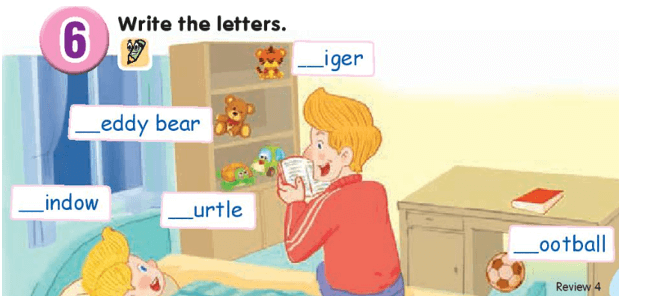 6
Write the letters.
__iger
__eddy bear
__indow
__urtle
__ootball
Review 4